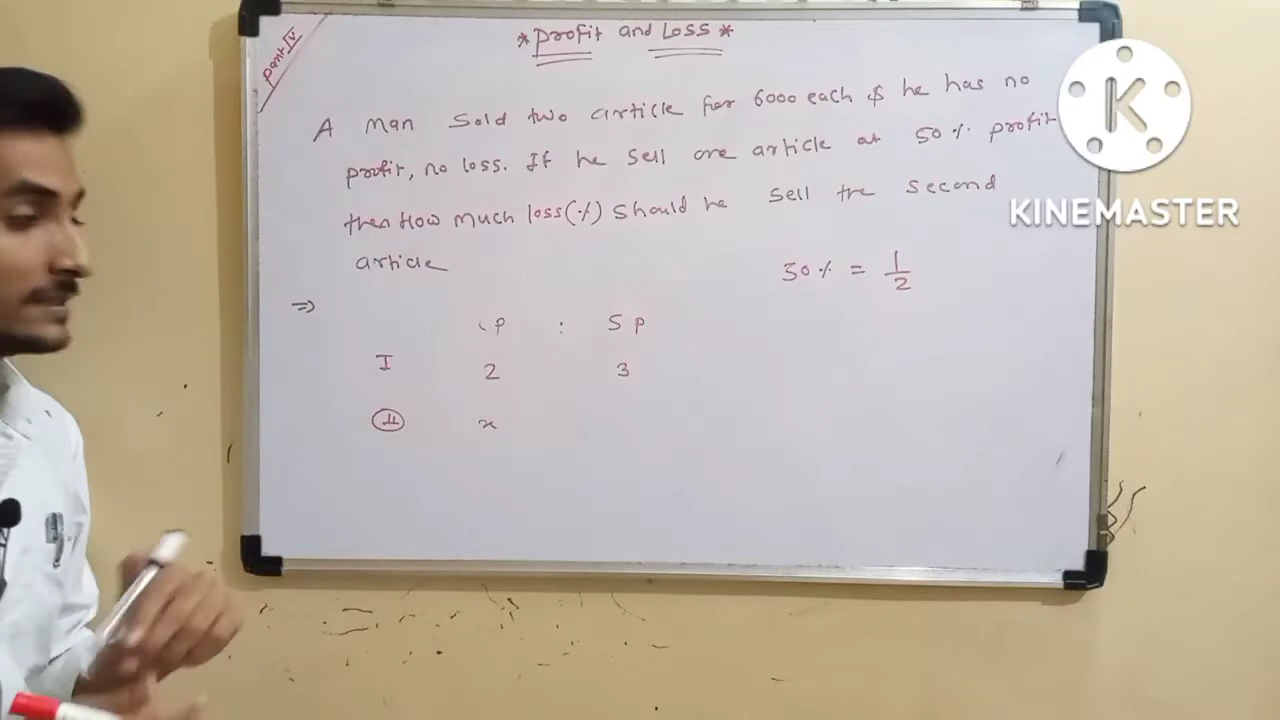 Part IV
*Profit and Loss*
A Man Sold two article for 6000 each & he has no
profit, no loss. If he sell one article at 50% profit
then How much loss(%) should he sell the second
article
50% = 1/2
=>
CP : SP
I 2 3
II x
KINEMASTER